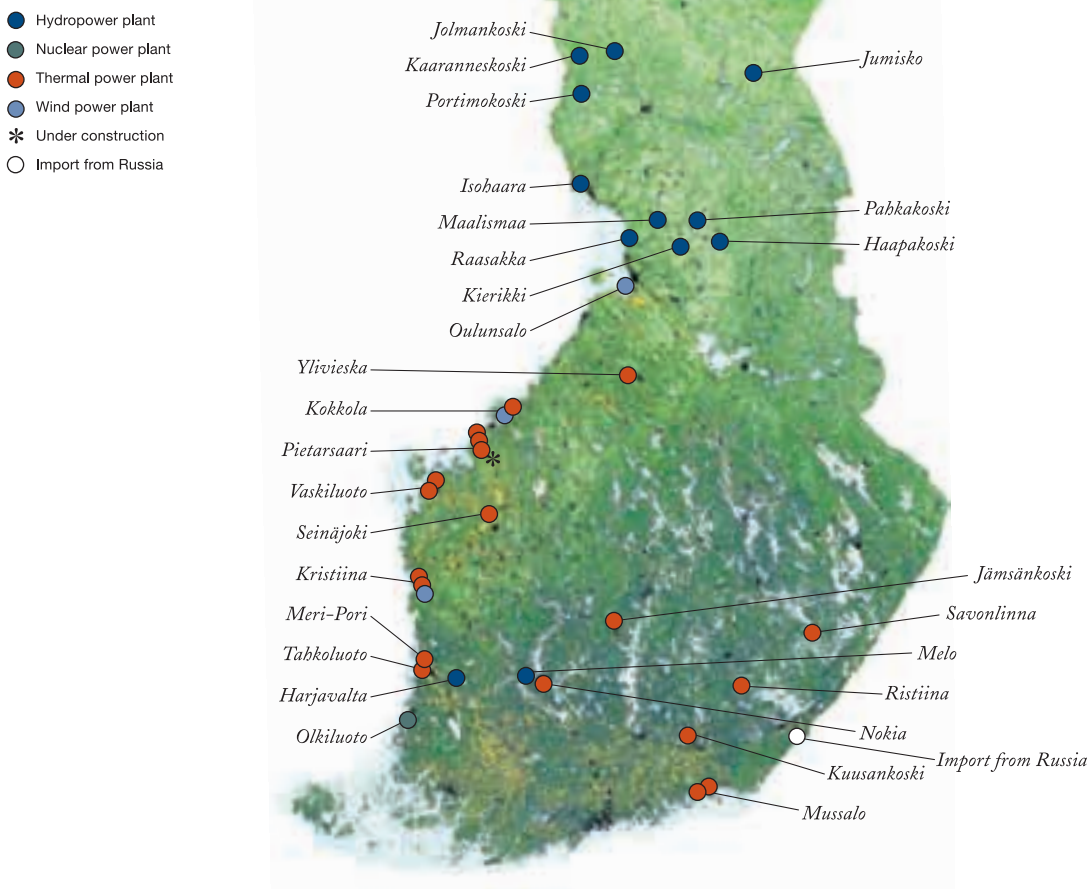 Hydropower plant
Nuclear power plant
Thermal power plant
Wind power plant
* Under construction
Import from Russia
Jolmankoski
Kaaranneskoski
Portimokoski
Jumisko
Isohaara
Maalismaa
Raasakka
Kierikki
Oulunsalo
Pahkakoski
Haapakoski
Ylivieska
Kokkola
Pietarsaari
*
Vaskiluoto
Seinäjoki
Kristiina
Meri-Pori
Tahkoluoto
Harjavalta
Olkiluoto
Jämsänkoski
Savonlinna
Melo
Ristiina
Nokia
Import from Russia
Kuusankoski
Mussalo